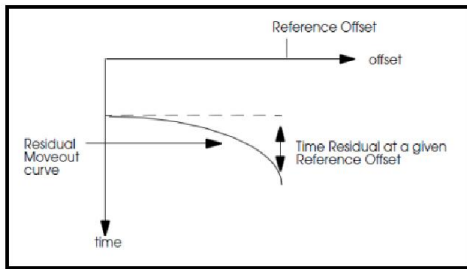 Reference Offset
offset
Residual
Moveout
curve
Time Residual at a given
Reference Offset
time